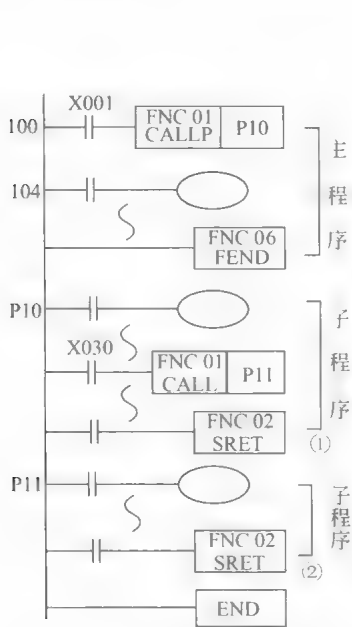 X001
100 FNC 01 CALLP P10
104
FNC 06 FEND
主程序
P10
X030
FNC 01 CALL P11
FNC 02 SRET
子程序
(1)
P11
FNC 02 SRET
子程序
(2)
END